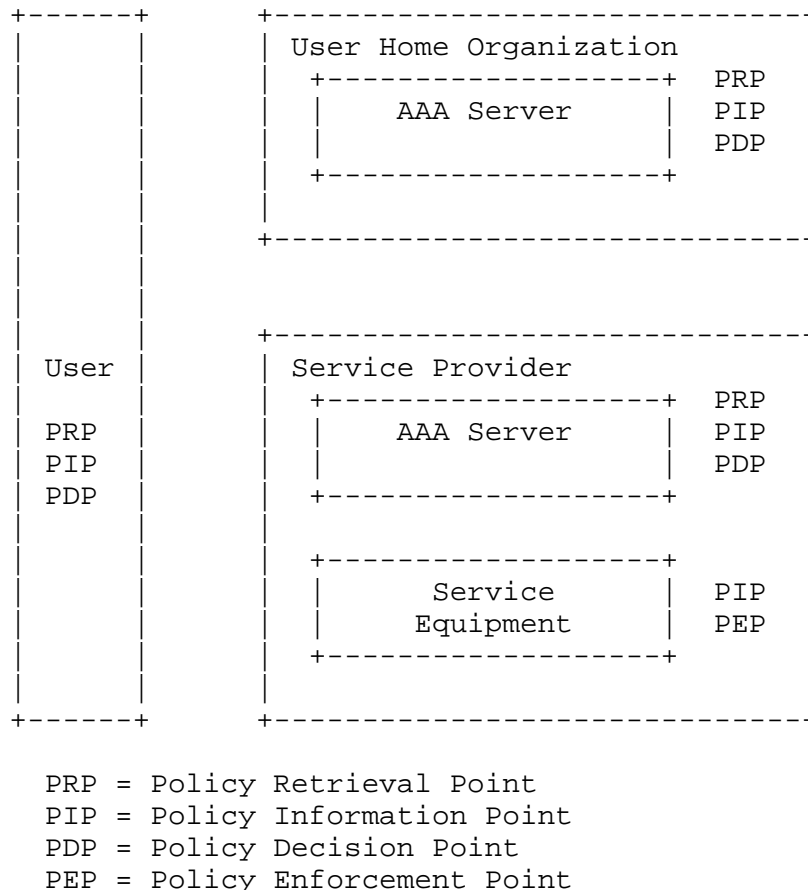 User Home Organization
PRP
AAA Server PIP
PDP
User Service Provider
PRP
PRP AAA Server PIP
PIP PDP
PDP
Service PIP
Equipment PEP
PRP = Policy Retrieval Point
PIP = Policy Information Point
PDP = Policy Decision Point
PEP = Policy Enforcement Point